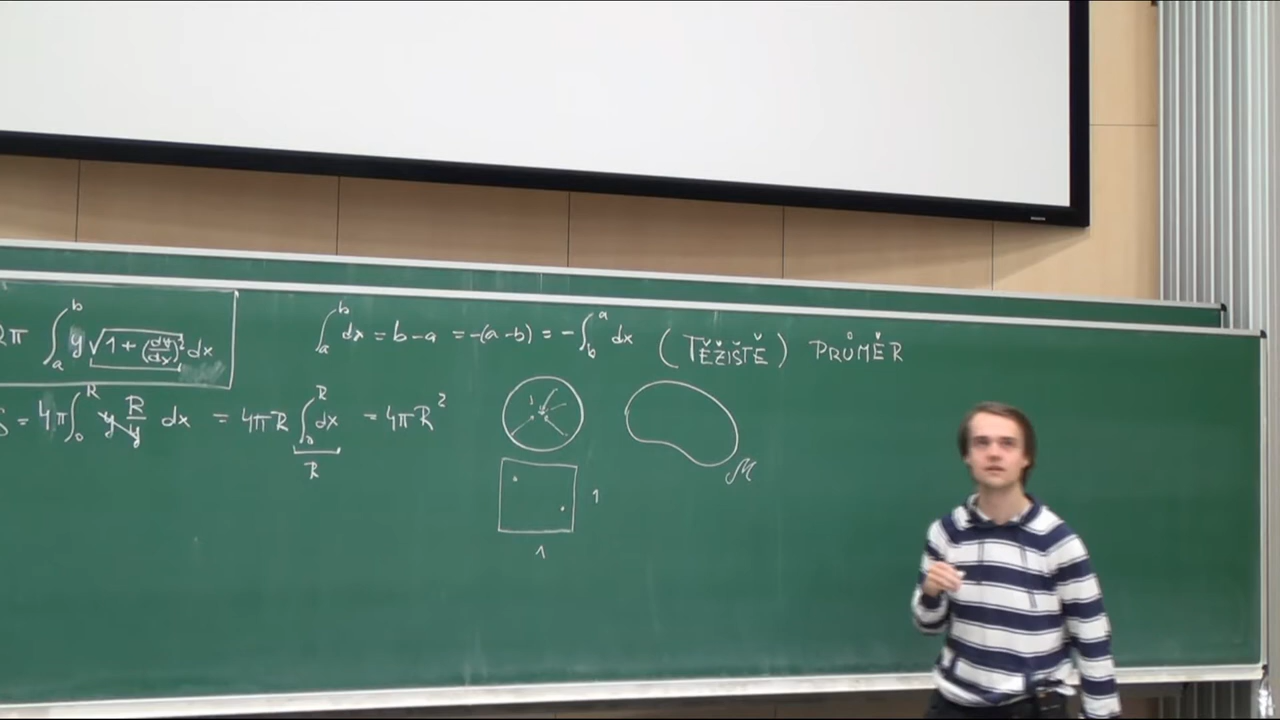 2π ∫_a^b y √(1 + (dy/dx)²) dx
∫_a^b dx = b - a = -(a - b) = - ∫_b^a dx
(TĚŽIŠTĚ) PRŮMĚR
S = 4π ∫_0^R y R/y dx = 4πR ∫_0^R dx = 4πR²
R
1
M
1
1